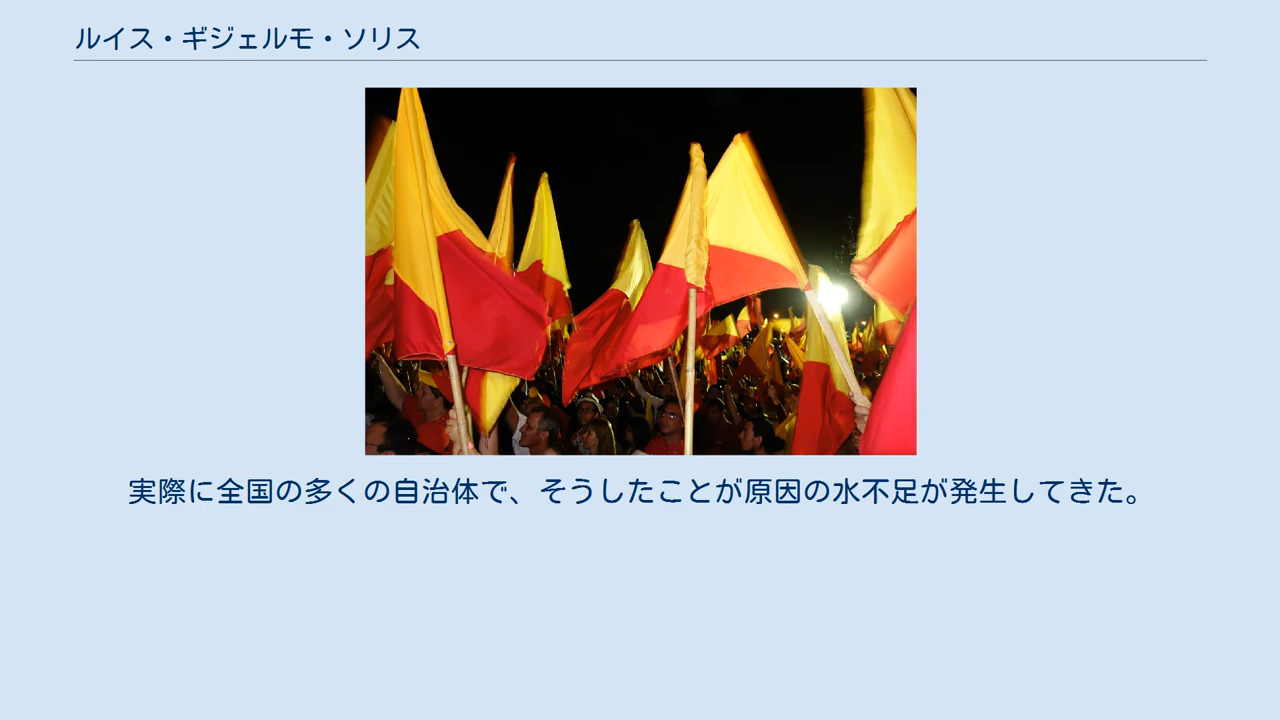 ルイス・ギジェルモ・ソリス
実際に全国の多くの自治体で、そうしたことが原因の水不足が発生してきた。